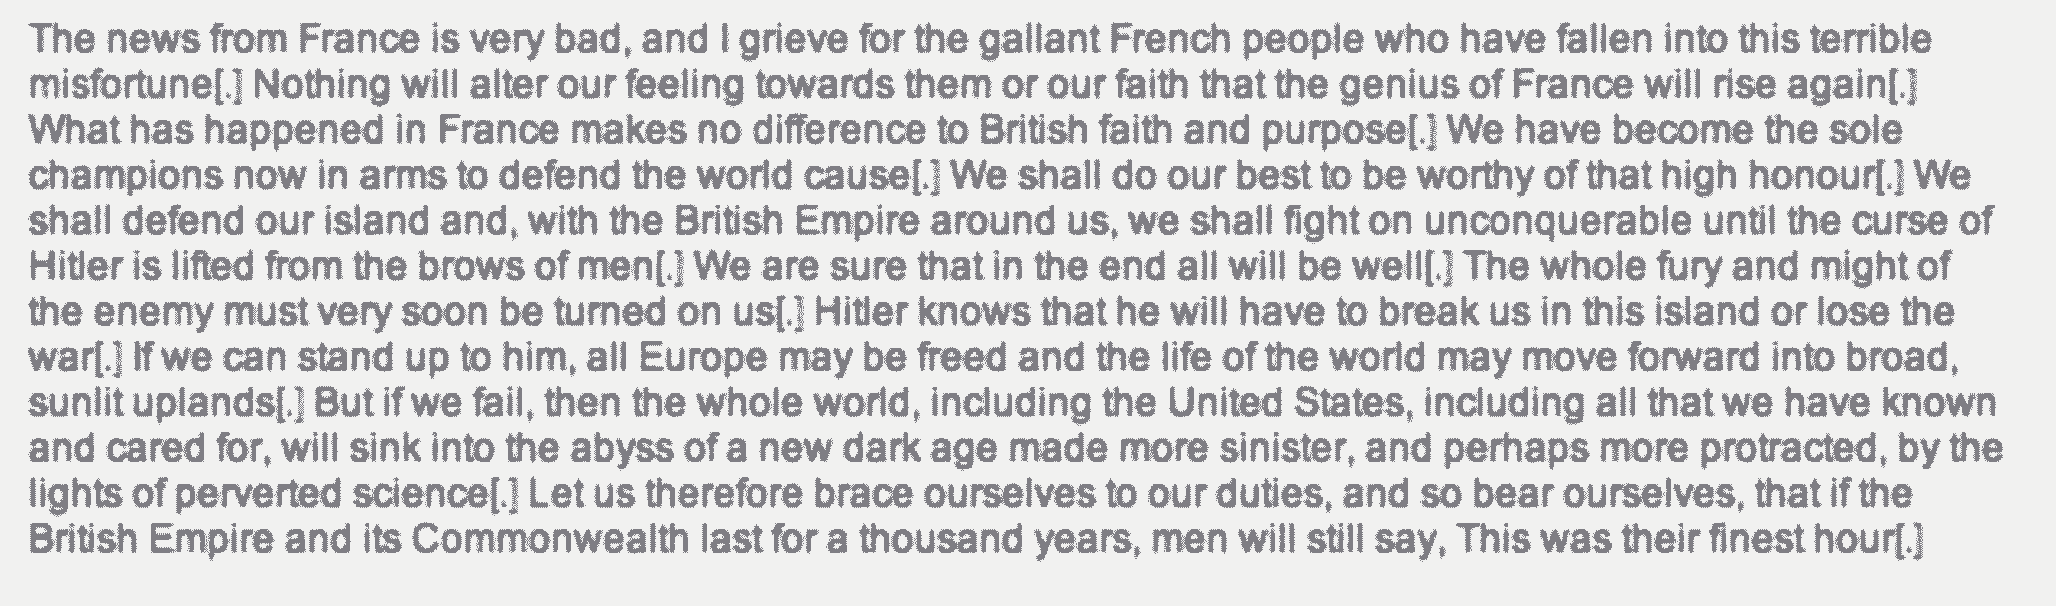 The news from France is very bad, and I grieve for the gallant French people who have fallen into this terrible
misfortune[.] Nothing will alter our feeling towards them or our faith that the genius of France will rise again[.]
What has happened in France makes no difference to British faith and purpose[.] We have become the sole
champions now in arms to defend the world cause[.] We shall do our best to be worthy of that high honour[.] We
shall defend our island and, with the British Empire around us, we shall fight on unconquerable until the curse of
Hitler is lifted from the brows of men[.] We are sure that in the end all will be well[.] The whole fury and might of
the enemy must very soon be turned on us[.] Hitler knows that he will have to break us in this island or lose the
war[.] If we can stand up to him, all Europe may be freed and the life of the world may move forward into broad,
sunlit uplands[.] But if we fail, then the whole world, including the United States, including all that we have known
and cared for, will sink into the abyss of a new dark age made more sinister, and perhaps more protracted, by the
lights of perverted science[.] Let us therefore brace ourselves to our duties, and so bear ourselves, that if the
British Empire and its Commonwealth last for a thousand years, men will still say, This was their finest hour[.]